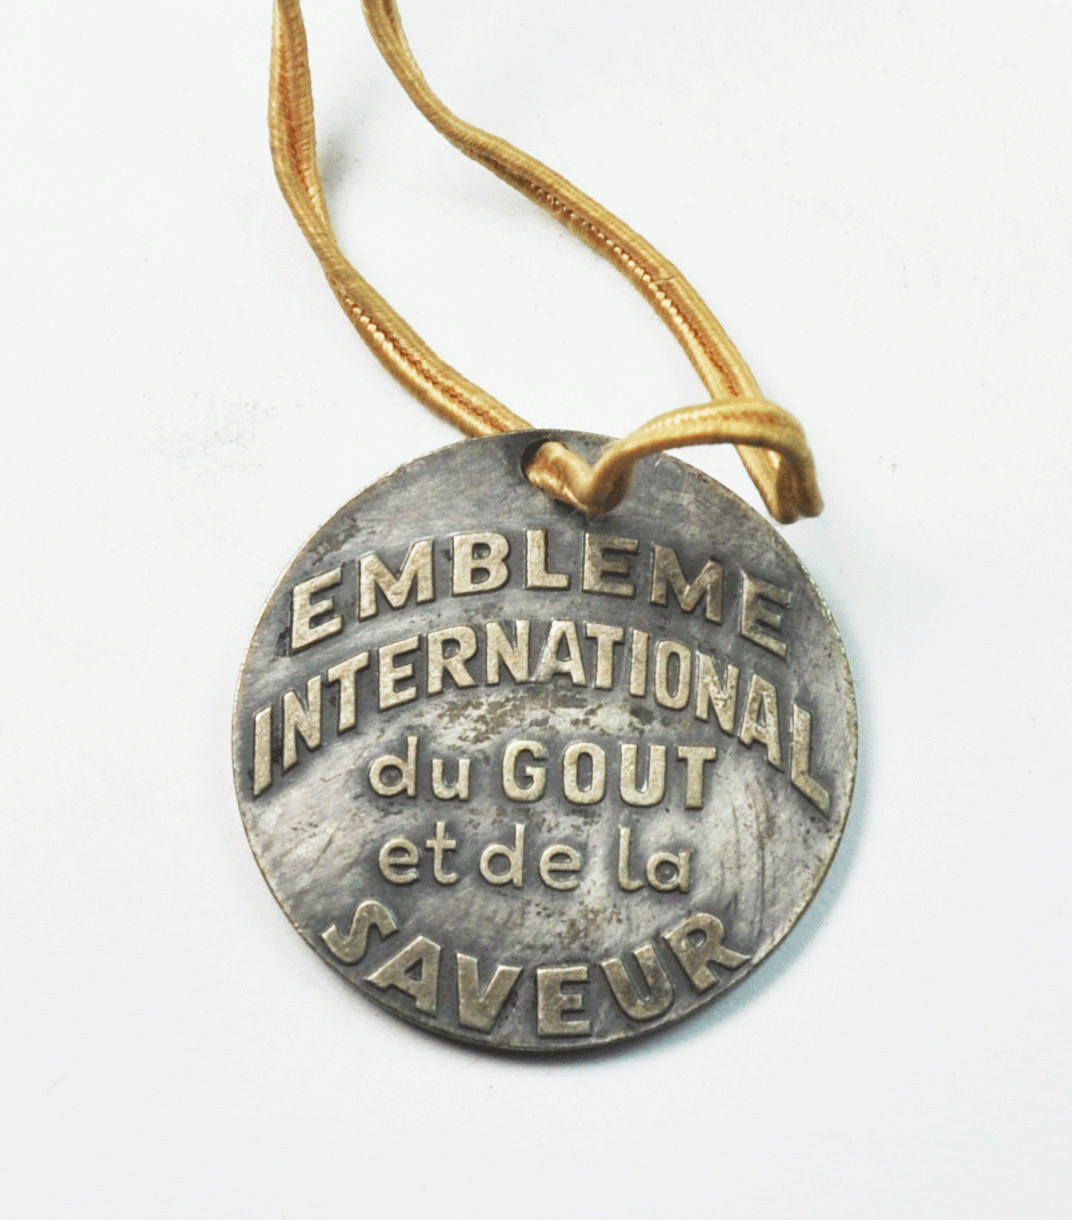 EMBLEME
INTERNATIONAL
du GOUT
et de la
SAVEUR